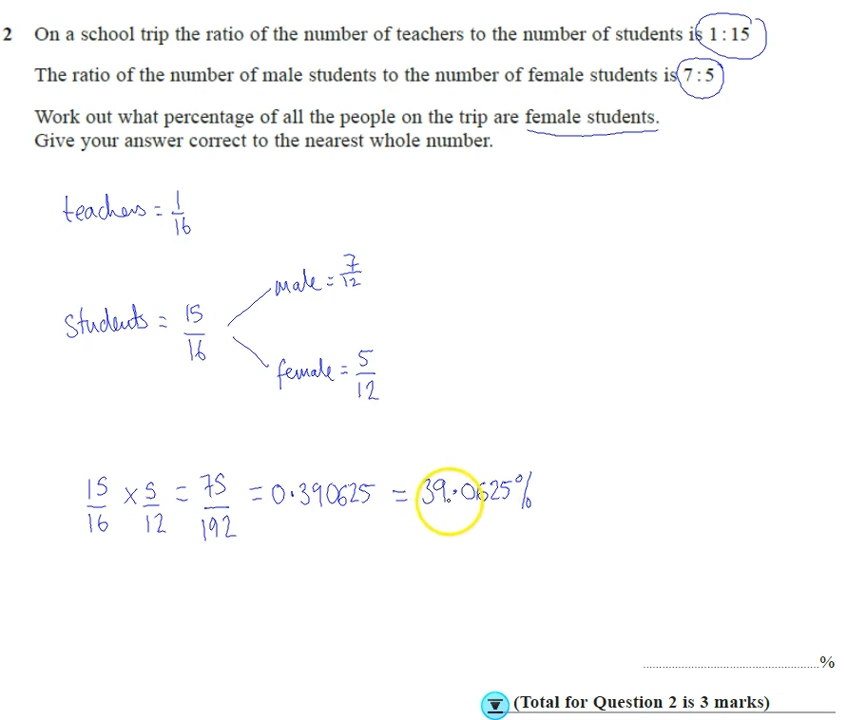 2 On a school trip the ratio of the number of teachers to the number of students is 1 : 15
The ratio of the number of male students to the number of female students is 7 : 5
Work out what percentage of all the people on the trip are female students.
Give your answer correct to the nearest whole number.
teachers = 1/16
male = 7/12
students = 15/16
female = 5/12
15/16 × 5/12 = 75/192 = 0.390625 = 39.0625%
%
(Total for Question 2 is 3 marks)